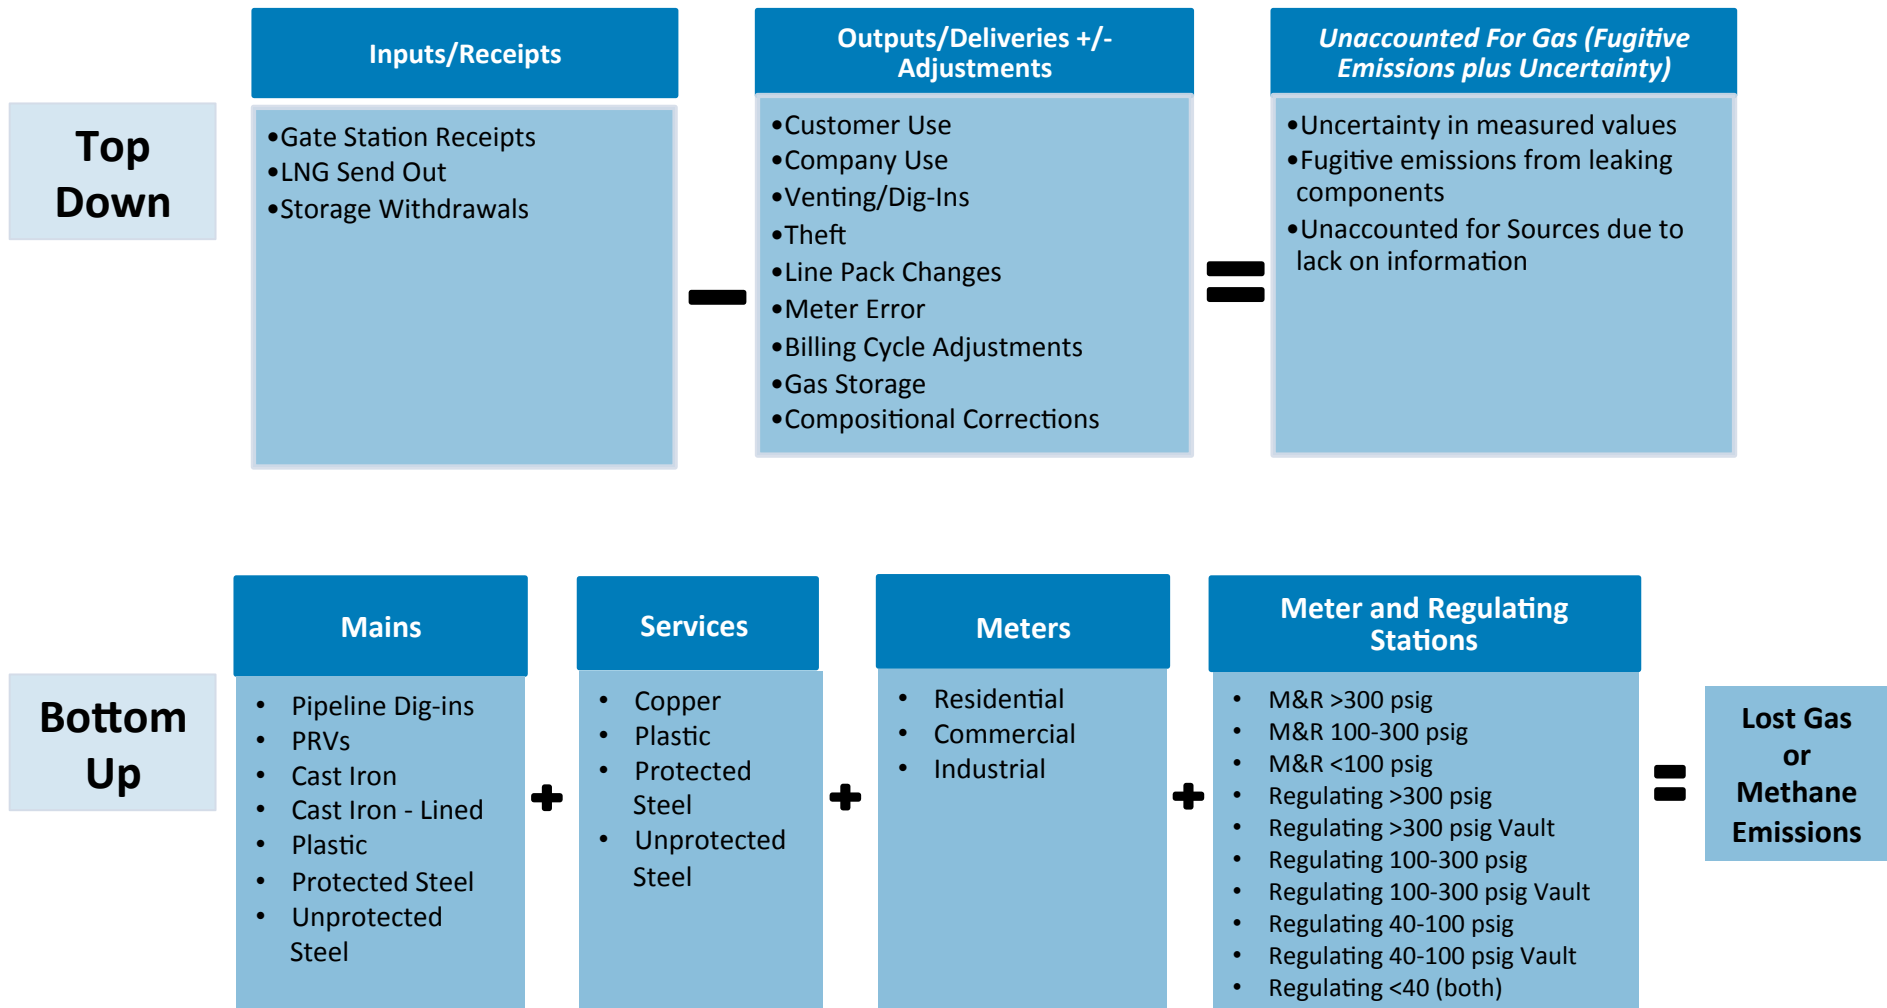 Top
Down
Inputs/Receipts
•Gate Station Receipts
•LNG Send Out
•Storage Withdrawals
Outputs/Deliveries +/-
Adjustments
•Customer Use
•Company Use
•Venting/Dig-Ins
•Theft
•Line Pack Changes
•Meter Error
•Billing Cycle Adjustments
•Gas Storage
•Compositional Corrections
Unaccounted For Gas (Fugitive
Emissions plus Uncertainty)
•Uncertainty in measured values
•Fugitive emissions from leaking
components
•Unaccounted for Sources due to
lack on information
Bottom
Up
Mains
• Pipeline Dig-ins
• PRVs
• Cast Iron
• Cast Iron - Lined
• Plastic
• Protected Steel
• Unprotected
Steel
Services
• Copper
• Plastic
• Protected
Steel
• Unprotected
Steel
Meters
• Residential
• Commercial
• Industrial
Meter and Regulating
Stations
• M&R >300 psig
• M&R 100-300 psig
• M&R <100 psig
• Regulating >300 psig
• Regulating >300 psig Vault
• Regulating 100-300 psig
• Regulating 100-300 psig Vault
• Regulating 40-100 psig
• Regulating 40-100 psig Vault
• Regulating <40 (both)
Lost Gas
or
Methane
Emissions